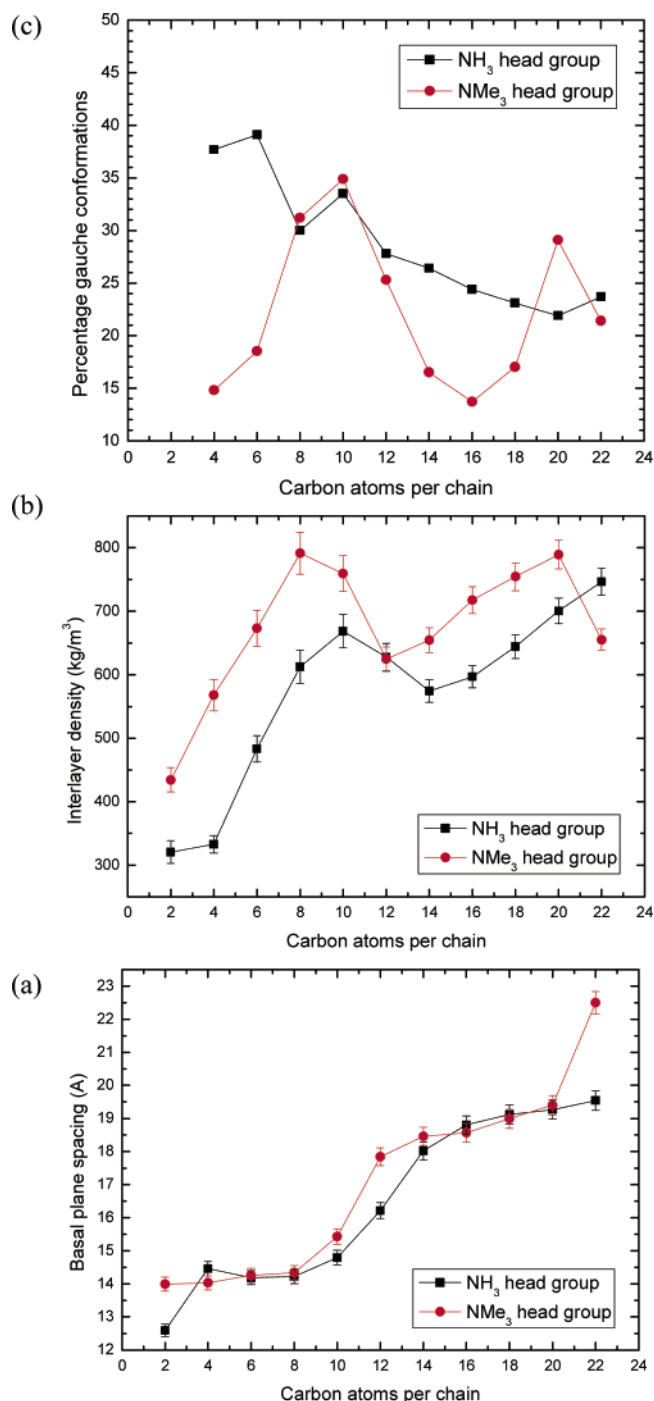 (c)
50
45
40
35
30
25
20
15
10
Percentage gauche conformations
NH₃ head group
NMe₃ head group
0 2 4 6 8 10 12 14 16 18 20 22 24
Carbon atoms per chain
(b)
800
700
600
500
400
300
Interlayer density (kg/m³)
NH₃ head group
NMe₃ head group
0 2 4 6 8 10 12 14 16 18 20 22 24
Carbon atoms per chain
(a)
23
22
21
20
19
18
17
16
15
14
13
12
Basal plane spacing (A)
NH₃ head group
NMe₃ head group
0 2 4 6 8 10 12 14 16 18 20 22 24
Carbon atoms per chain